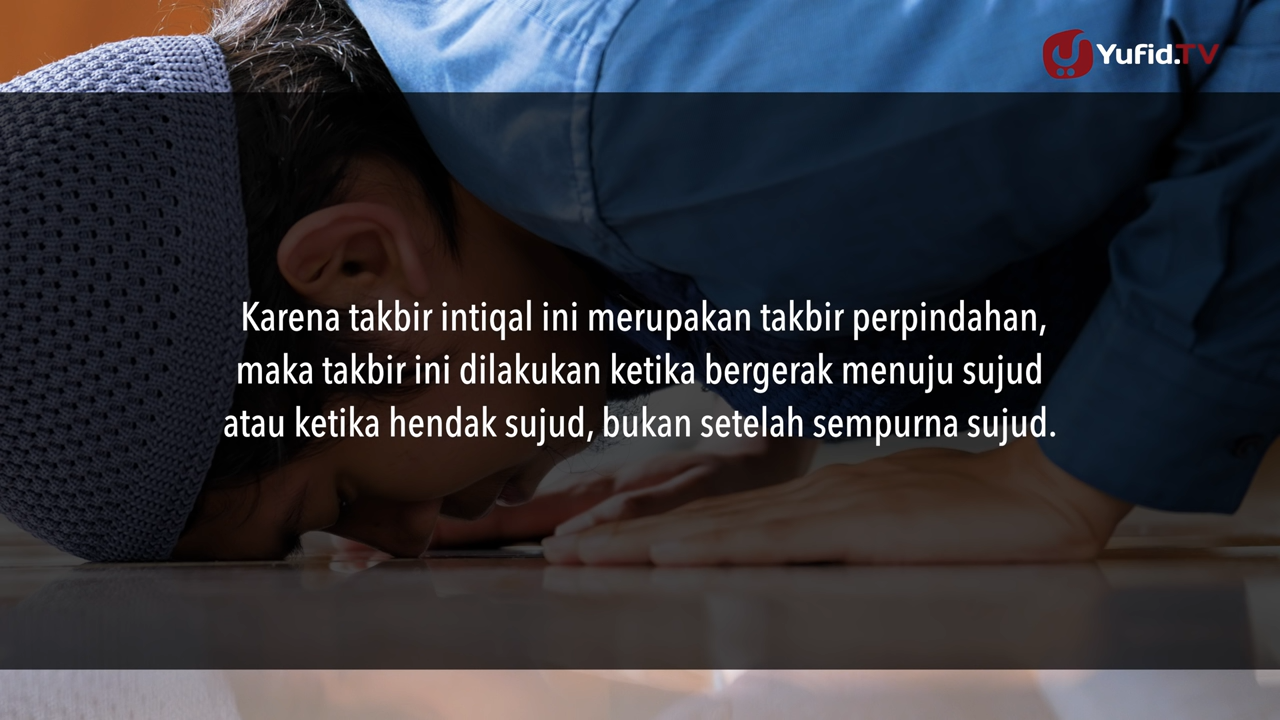 Yufid.TV
Karena takbir intiqal ini merupakan takbir perpindahan,
maka takbir ini dilakukan ketika bergerak menuju sujud
atau ketika hendak sujud, bukan setelah sempurna sujud.